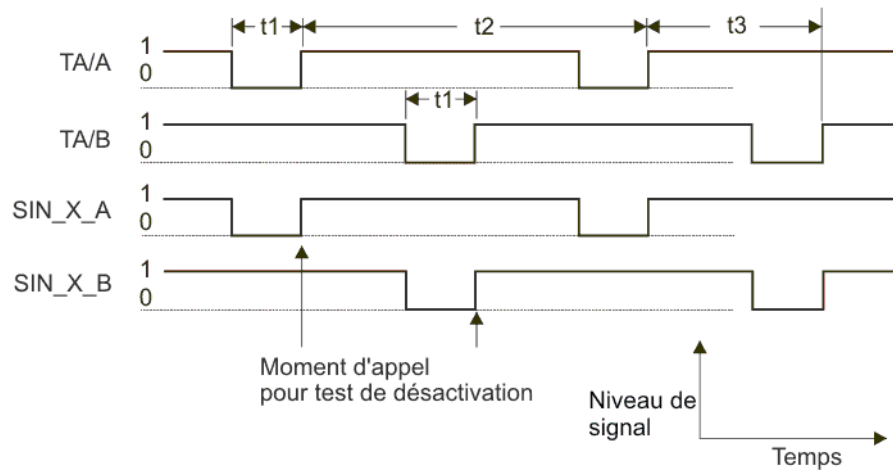 t1
t2
t3
TA/A
1
0
t1
TA/B
1
0
SIN_X_A
1
0
SIN_X_B
1
0
Moment d'appel
pour test de désactivation
Niveau de
signal
Temps